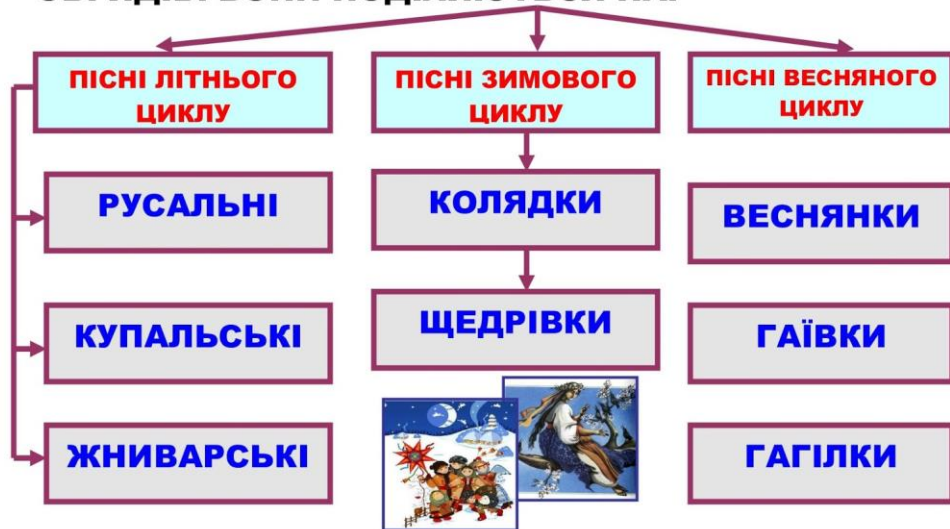 ПІСНІ ЛІТНЬОГО
ЦИКЛУ
РУСАЛЬНІ
КУПАЛЬСЬКІ
ЖНИВАРСЬКІ
ПІСНІ ЗИМОВОГО
ЦИКЛУ
КОЛЯДКИ
ЩЕДРІВКИ
ПІСНІ ВЕСНЯНОГО
ЦИКЛУ
ВЕСНЯНКИ
ГАЇВКИ
ГАГІЛКИ